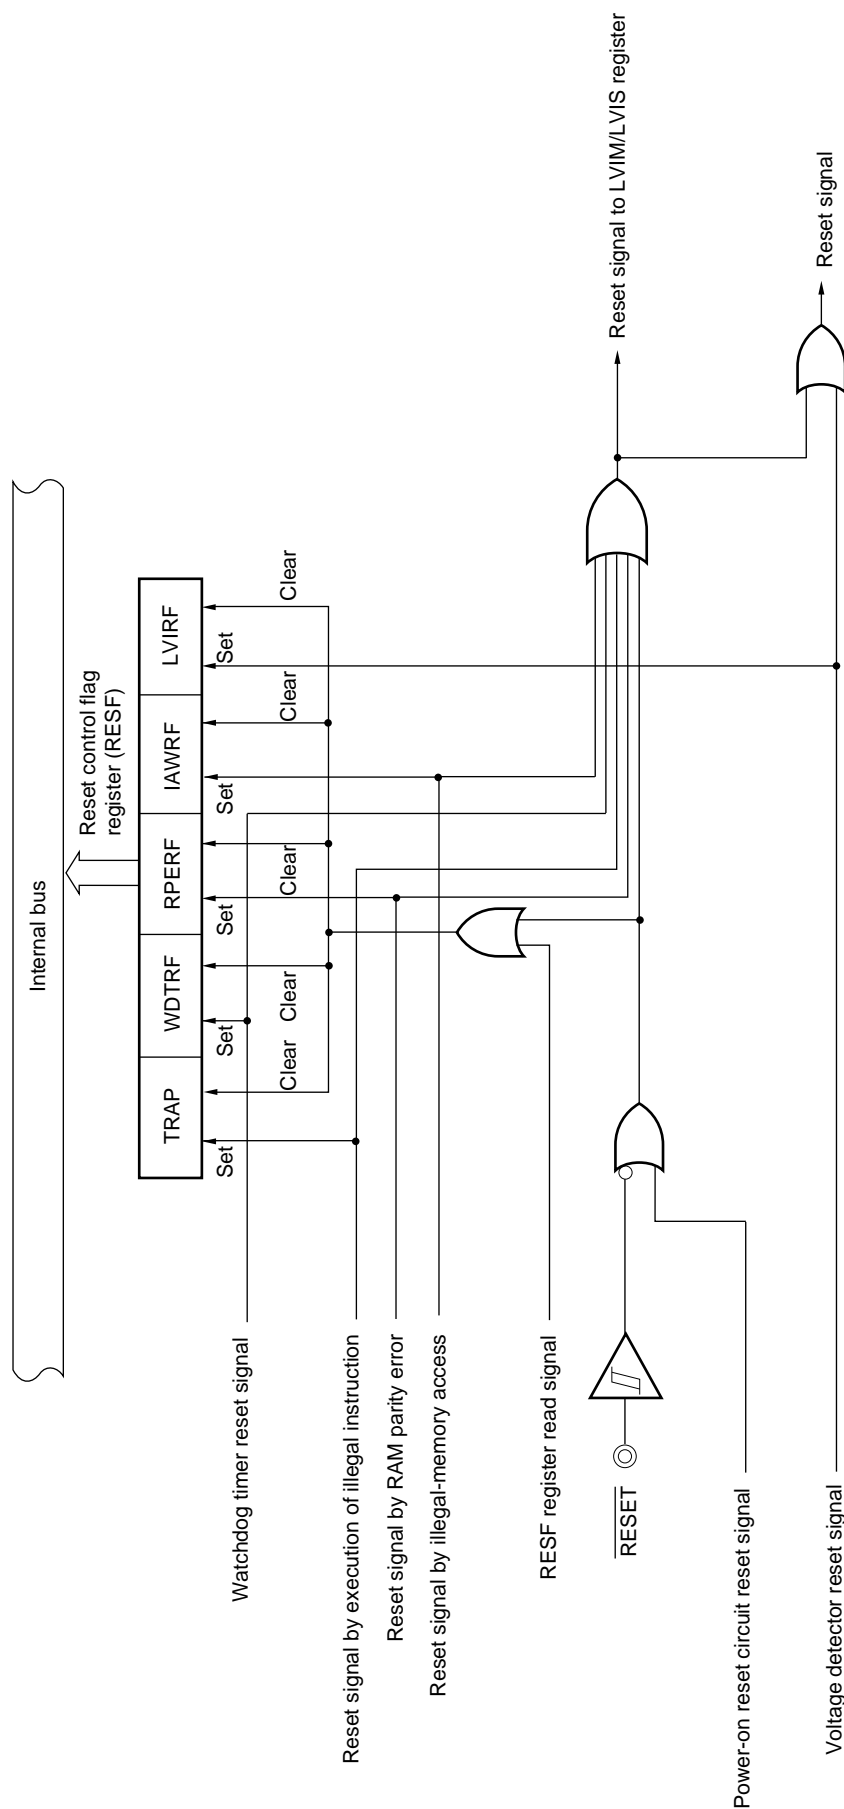 Internal bus
Reset control flag
register (RESF)
TRAP
WDTRF
RPERF
IAWRF
LVIRF
Set
Clear
Set
Clear
Set
Clear
Set
Clear
Set
Clear
Watchdog timer reset signal
Reset signal by execution of illegal instruction
Reset signal by RAM parity error
Reset signal by illegal-memory access
RESF register read signal
RESET
Reset signal to LVIM/LVIS register
Power-on reset circuit reset signal
Voltage detector reset signal
Reset signal